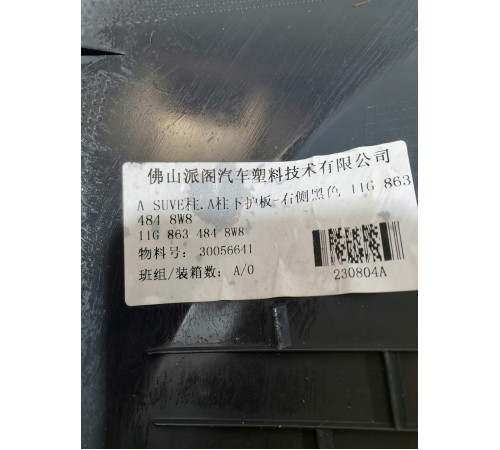 佛山派阁汽车塑料技术有限公司
A SUVE柱.A柱下护板-右侧黑色 11G 863
484 8W8
11G 863 484 8W8
物料号: 30056641
班组/装箱数: A/0
230804A